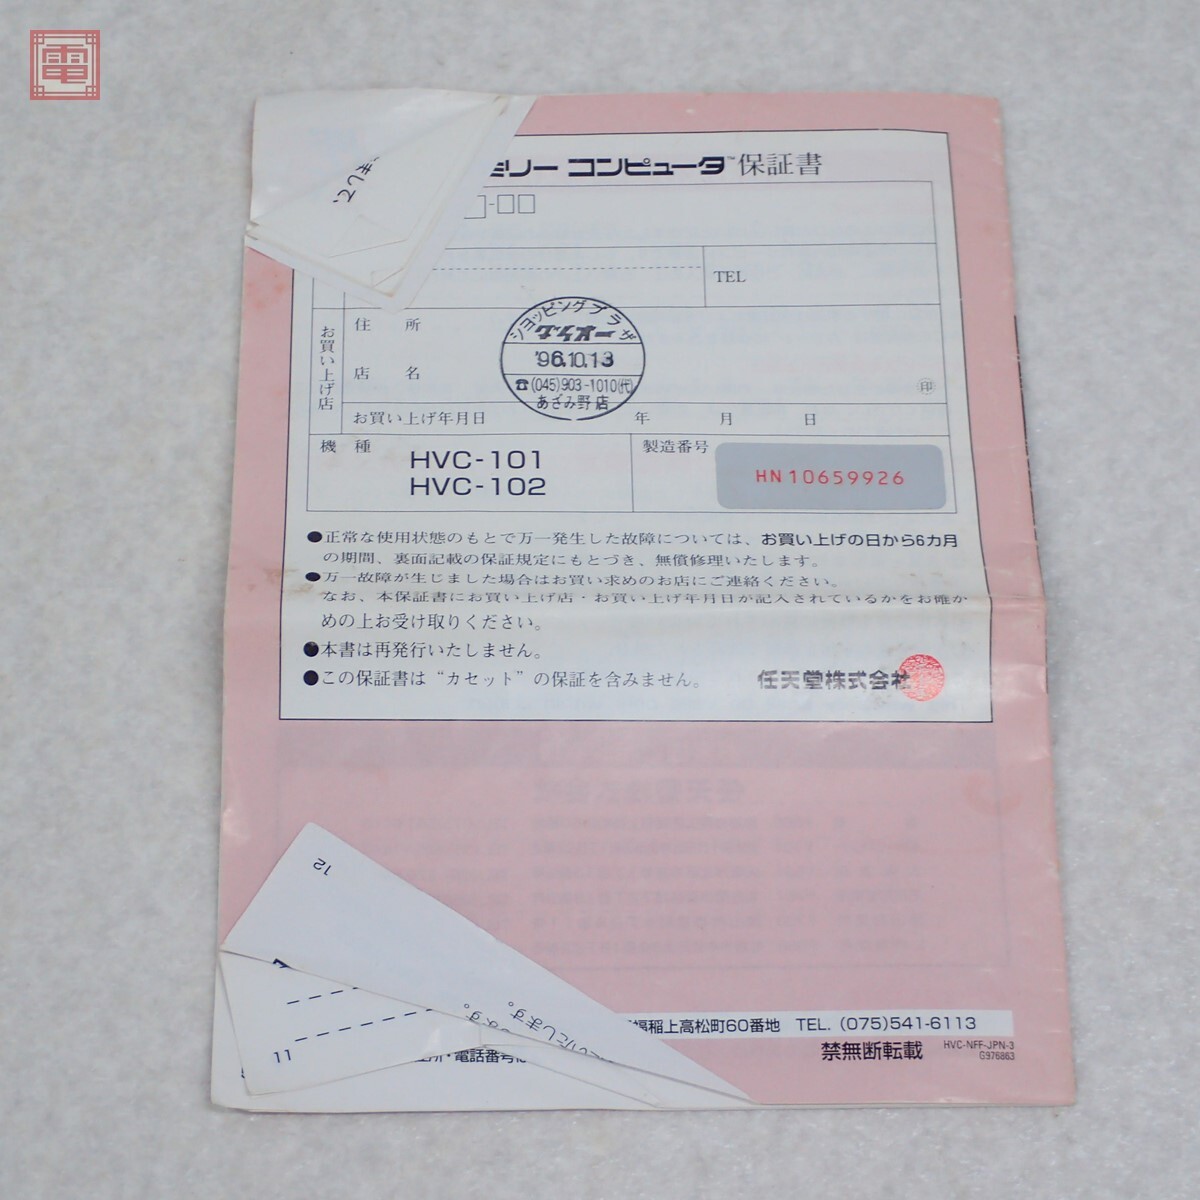 電
ミリー コンピュータ™保証書
-□□
TEL
お買い上げ店
住 所
店 名
ショッピングプラザ
ダイエー
'96.10.13
☎(045)903-1010(代)
あざみ野店
印
お買い上げ年月日 年 月 日
機 種
HVC-101
HVC-102
製造番号
HN10659926
●正常な使用状態のもとで万一発生した故障については、お買い上げの日から6カ月
の期間、裏面記載の保証規定にもとづき、無償修理いたします。
●万一故障が生じました場合はお買い求めのお店にご連絡ください。
なお、本保証書にお買い上げ店・お買い上げ年月日が記入されているかをお確か
めの上お受け取りください。
●本書は再発行いたしません。
●この保証書は“カセット”の保証を含みません。
任天堂株式会社
12
11
たします。
福稲上高松町60番地 TEL. (075)541-6113
・電話番号
禁無断転載
HVC-NFF-JPN-3
G976863